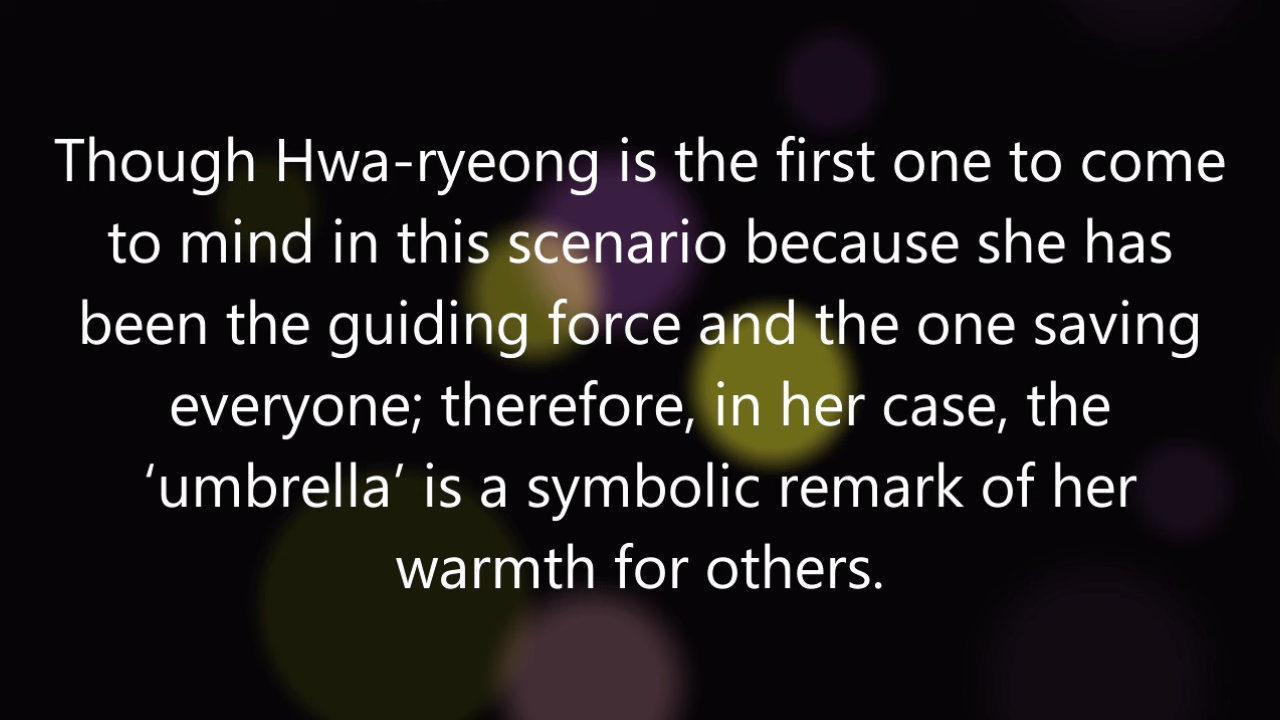 Though Hwa-ryeong is the first one to come
to mind in this scenario because she has
been the guiding force and the one saving
everyone; therefore, in her case, the
‘umbrella’ is a symbolic remark of her
warmth for others.